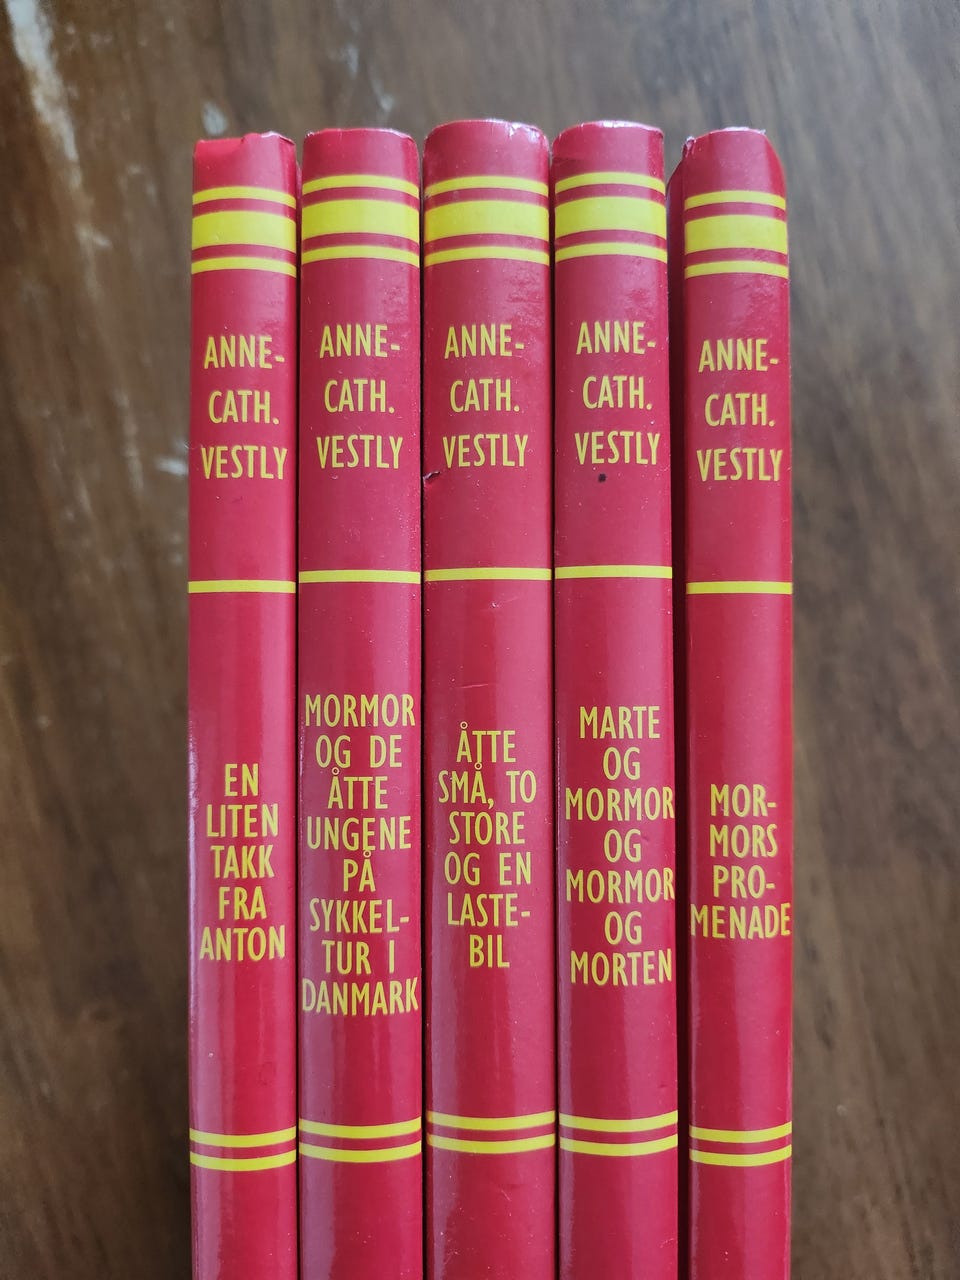 ANNE-
CATH.
VESTLY
EN
LITEN
TAKK
FRA
ANTON
ANNE-
CATH.
VESTLY
MORMOR
OG DE
ÅTTE
UNGENE
PÅ
SYKKEL-
TUR I
DANMARK
ANNE-
CATH.
VESTLY
ÅTTE
SMÅ, TO
STORE
OG EN
LASTE-
BIL
ANNE-
CATH.
VESTLY
MARTE
OG
MORMOR
OG
MORMOR
OG
MORTEN
ANNE-
CATH.
VESTLY
MOR-
MORS
PRO-
MENADE